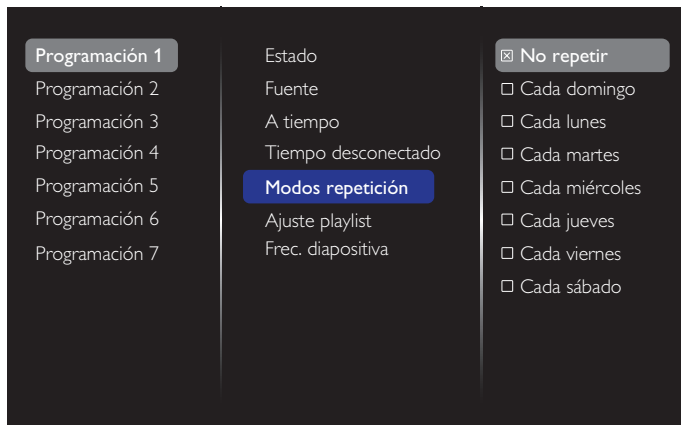 Programación 1
Programación 2
Programación 3
Programación 4
Programación 5
Programación 6
Programación 7
Estado
Fuente
A tiempo
Tiempo desconectado
Modos repetición
Ajuste playlist
Frec. diapositiva
No repetir
Cada domingo
Cada lunes
Cada martes
Cada miércoles
Cada jueves
Cada viernes
Cada sábado